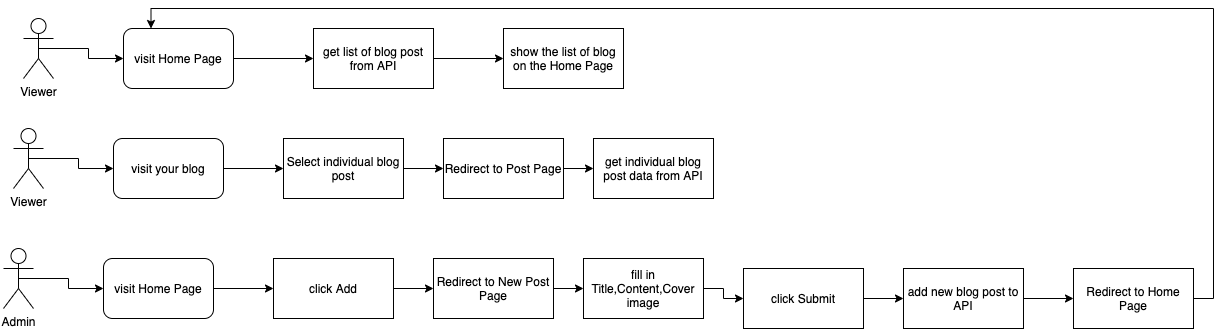 Viewer
visit Home Page
get list of blog post
from API
show the list of blog
on the Home Page
Viewer
visit your blog
Select individual blog
post
Redirect to Post Page
get individual blog
post data from API
Admin
visit Home Page
click Add
Redirect to New Post
Page
fill in
Title,Content,Cover
image
click Submit
add new blog post to
API
Redirect to Home
Page